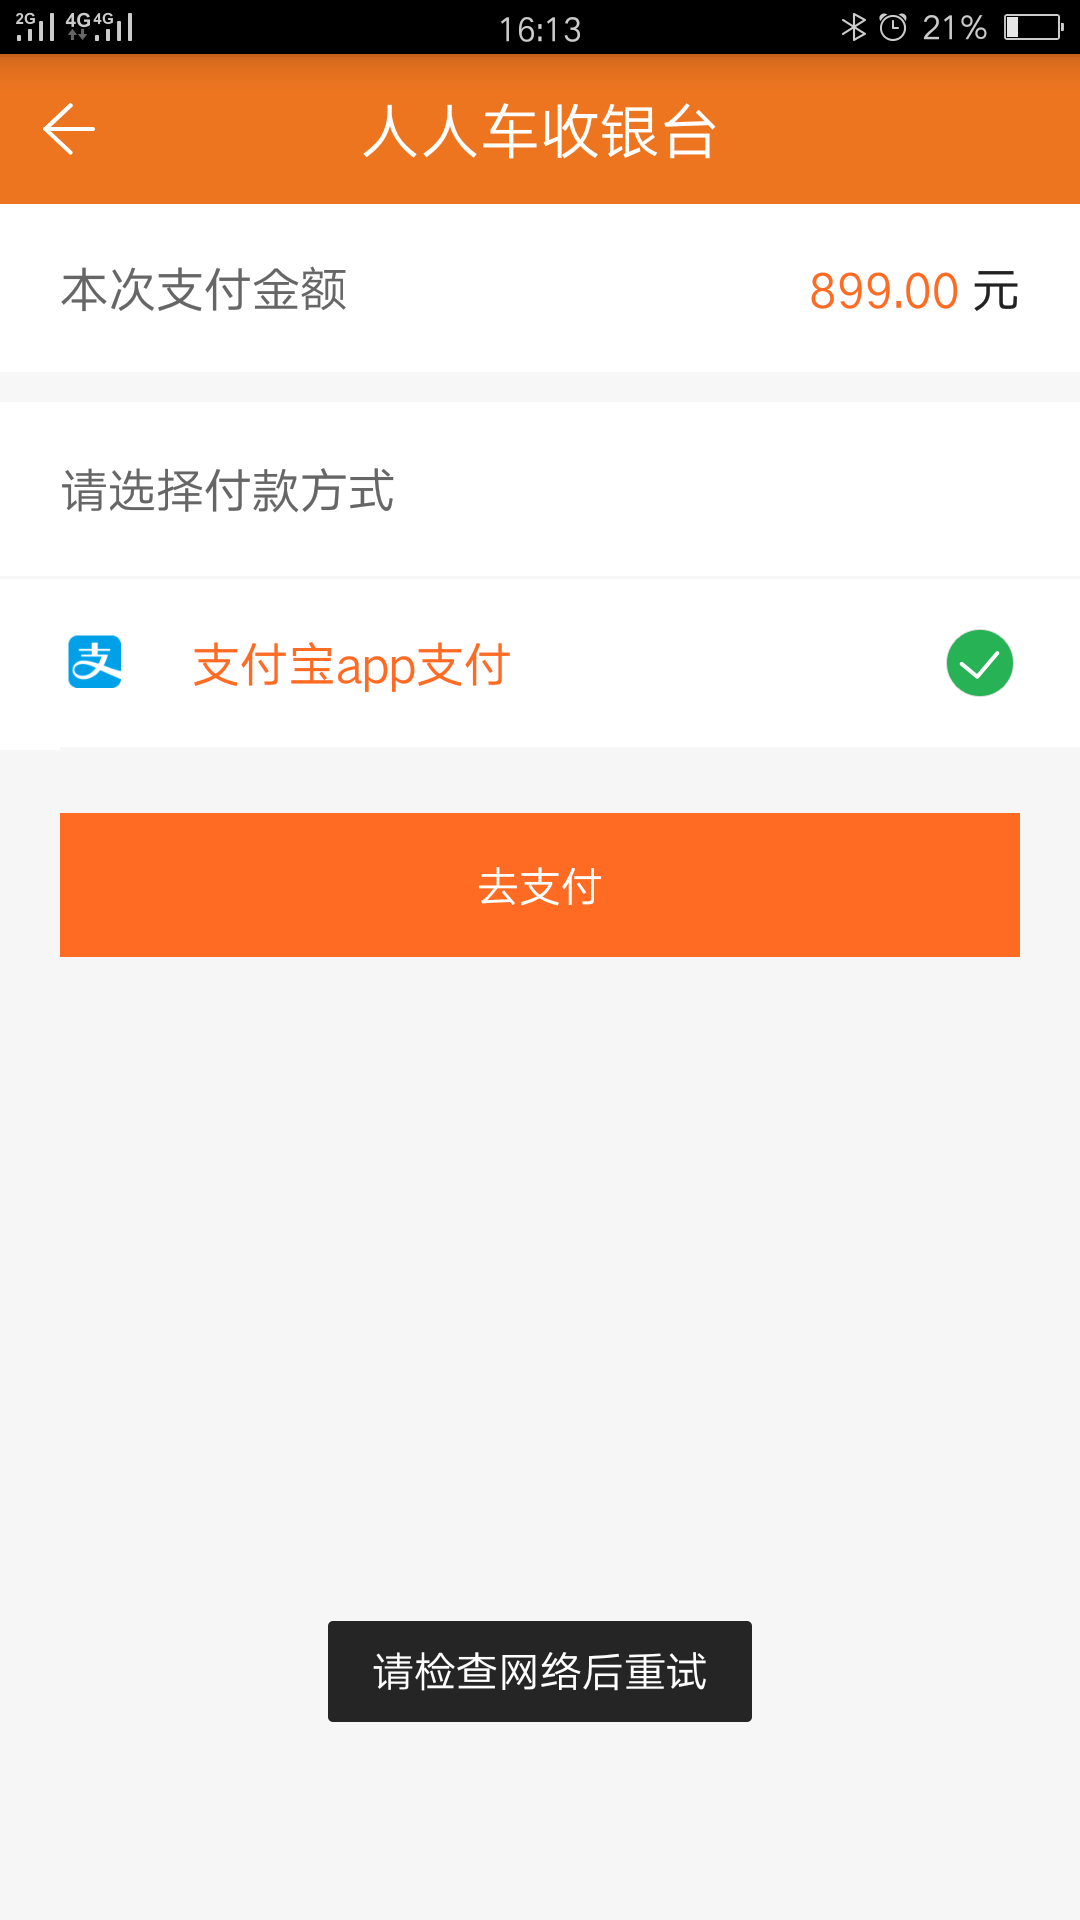 2G 4G 4G 16:13 21%
人人车收银台
本次支付金额 899.00 元
请选择付款方式
支 支付宝app支付
去支付
请检查网络后重试